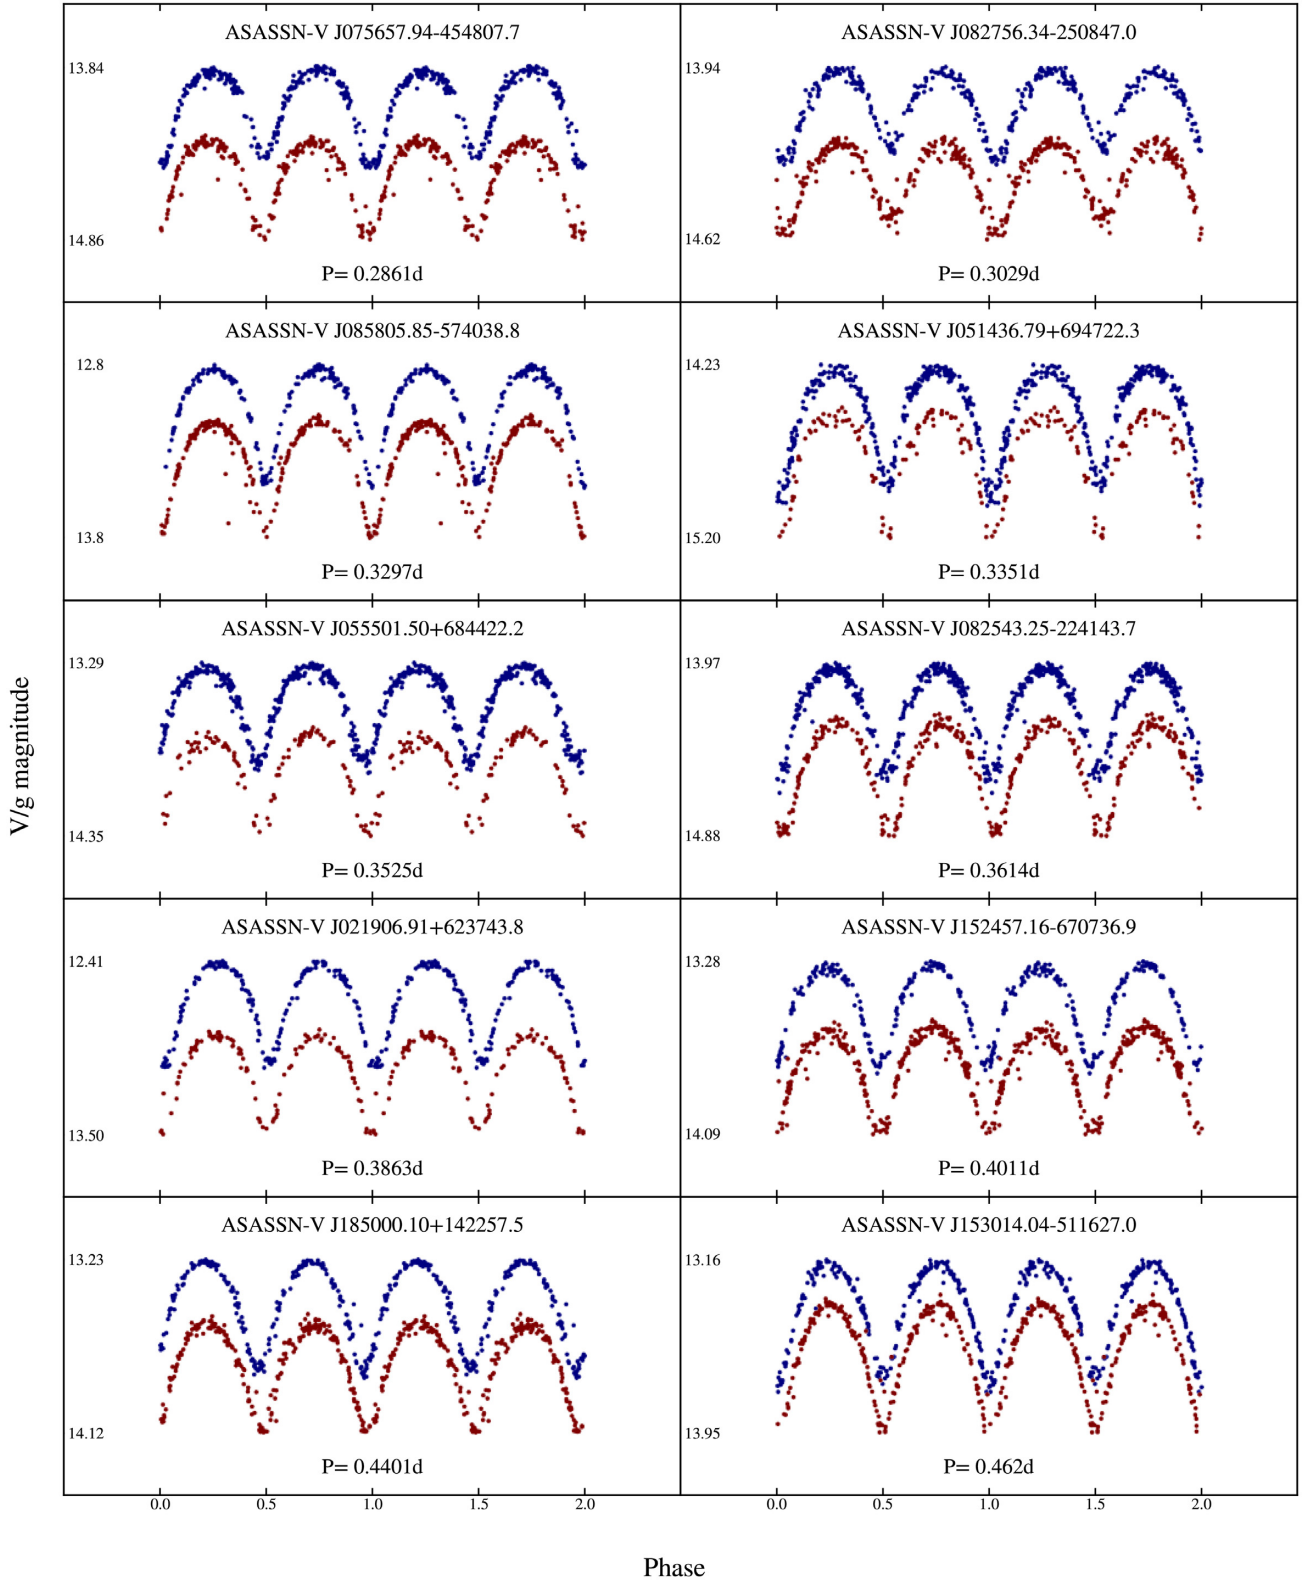 ASASSN-V J075657.94-454807.7
13.84
14.86
P= 0.2861d
ASASSN-V J082756.34-250847.0
13.94
14.62
P= 0.3029d
ASASSN-V J085805.85-574038.8
12.8
13.8
P= 0.3297d
ASASSN-V J051436.79+694722.3
14.23
15.20
P= 0.3351d
ASASSN-V J055501.50+684422.2
13.29
14.35
P= 0.3525d
ASASSN-V J082543.25-224143.7
13.97
14.88
P= 0.3614d
ASASSN-V J021906.91+623743.8
12.41
13.50
P= 0.3863d
ASASSN-V J152457.16-670736.9
13.28
14.09
P= 0.4011d
ASASSN-V J185000.10+142257.5
13.23
14.12
P= 0.4401d
ASASSN-V J153014.04-511627.0
13.16
13.95
P= 0.462d
0.0 0.5 1.0 1.5 2.0
0.0 0.5 1.0 1.5 2.0
V/g magnitude
Phase